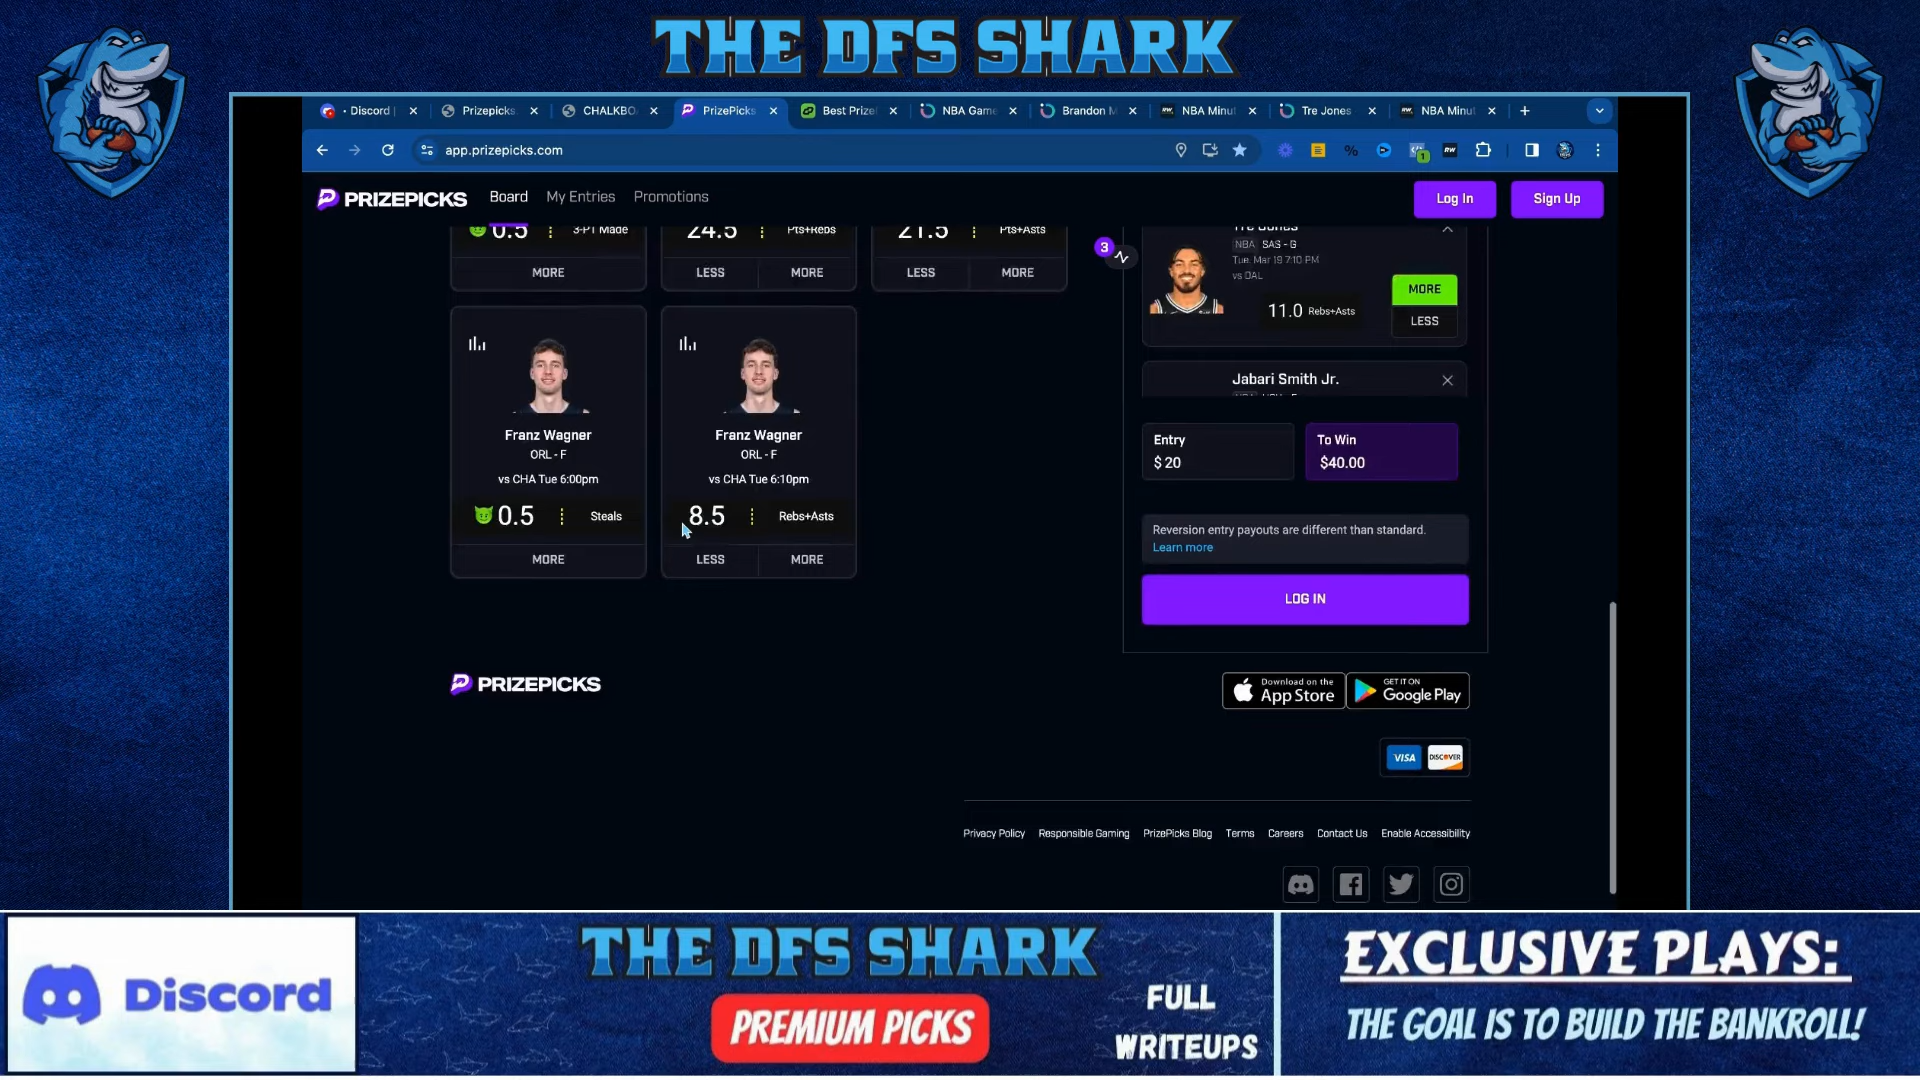 THE DFS SHARK
Discord
Prizepicks
CHALKBO
PrizePicks
Best Prize
NBA Game
Brandon M
NBA Minu
Tre Jones
NBA Minu
app.prizepicks.com
PRIZEPICKS
Board
My Entries
Promotions
Log In
Sign Up
0.5 3-PT Made
MORE
24.5 Pts+Rebs
LESS MORE
21.5 Pts+Asts
LESS MORE
3
Tre Jones
NBA SAS - G
Tue, Mar 19 7:10 PM
vs DAL
11.0 Rebs+Asts
MORE
LESS
Jabari Smith Jr.
Franz Wagner
ORL - F
vs CHA Tue 6:00pm
0.5 Steals
MORE
Franz Wagner
ORL - F
vs CHA Tue 6:10pm
8.5 Rebs+Asts
LESS MORE
Entry
$ 20
To Win
$40.00
Reversion entry payouts are different than standard.
Learn more
LOG IN
PRIZEPICKS
Download on the
App Store
GET IT ON
Google Play
VISA
DISCOVER
Privacy Policy Responsible Gaming PrizePicks Blog Terms Careers Contact Us Enable Accessibility
Discord
THE DFS SHARK
PREMIUM PICKS
FULL
WRITEUPS
EXCLUSIVE PLAYS:
THE GOAL IS TO BUILD THE BANKROLL!